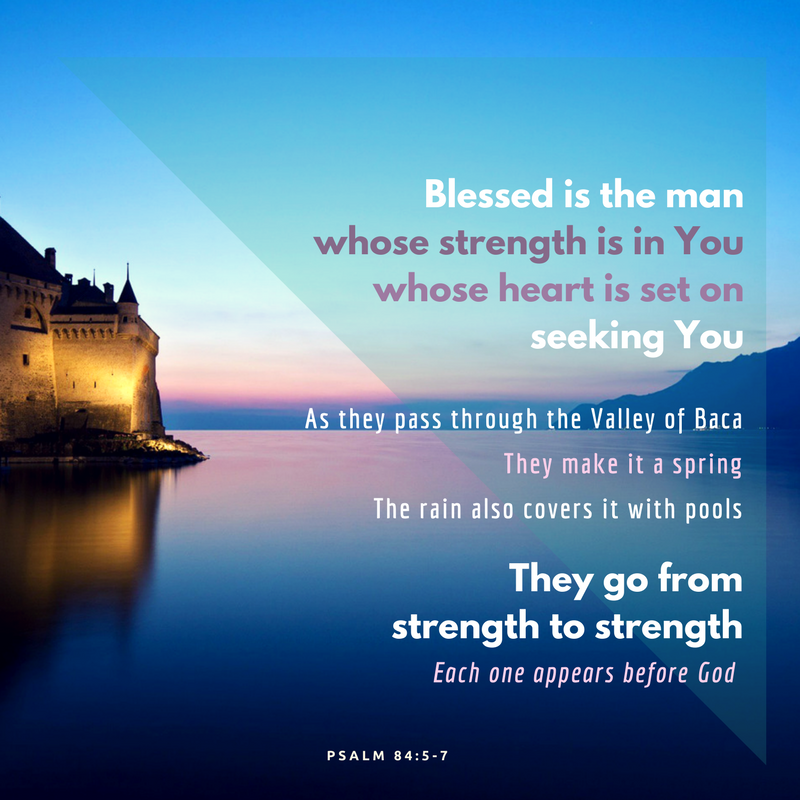 Blessed is the man
whose strength is in You
whose heart is set on
seeking You
As they pass through the Valley of Baca
They make it a spring
The rain also covers it with pools
They go from
strength to strength
Each one appears before God
PSALM 84:5-7